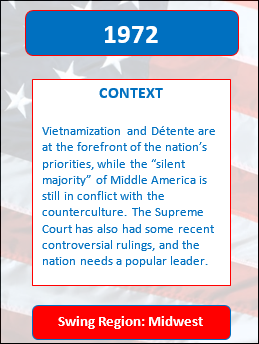 1972
CONTEXT
Vietnamization and Détente are
at the forefront of the nation's
priorities, while the “silent
majority” of Middle America is
still in conflict with the
counterculture. The Supreme
Court has also had some recent
controversial rulings, and the
nation needs a popular leader.
Swing Region: Midwest